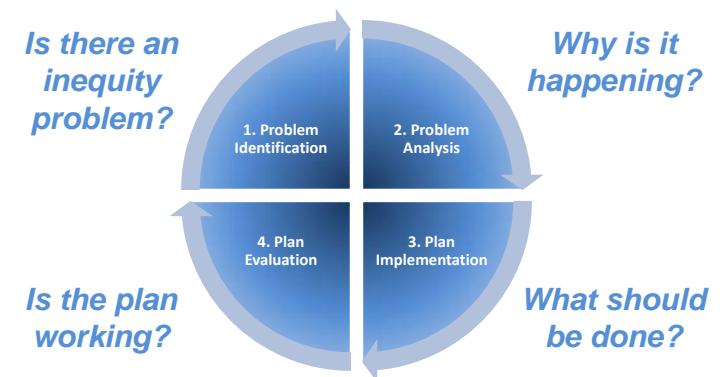 Is there an
inequity
problem?
Why is it
happening?
1. Problem
Identification
2. Problem
Analysis
4. Plan
Evaluation
3. Plan
Implementation
Is the plan
working?
What should
be done?